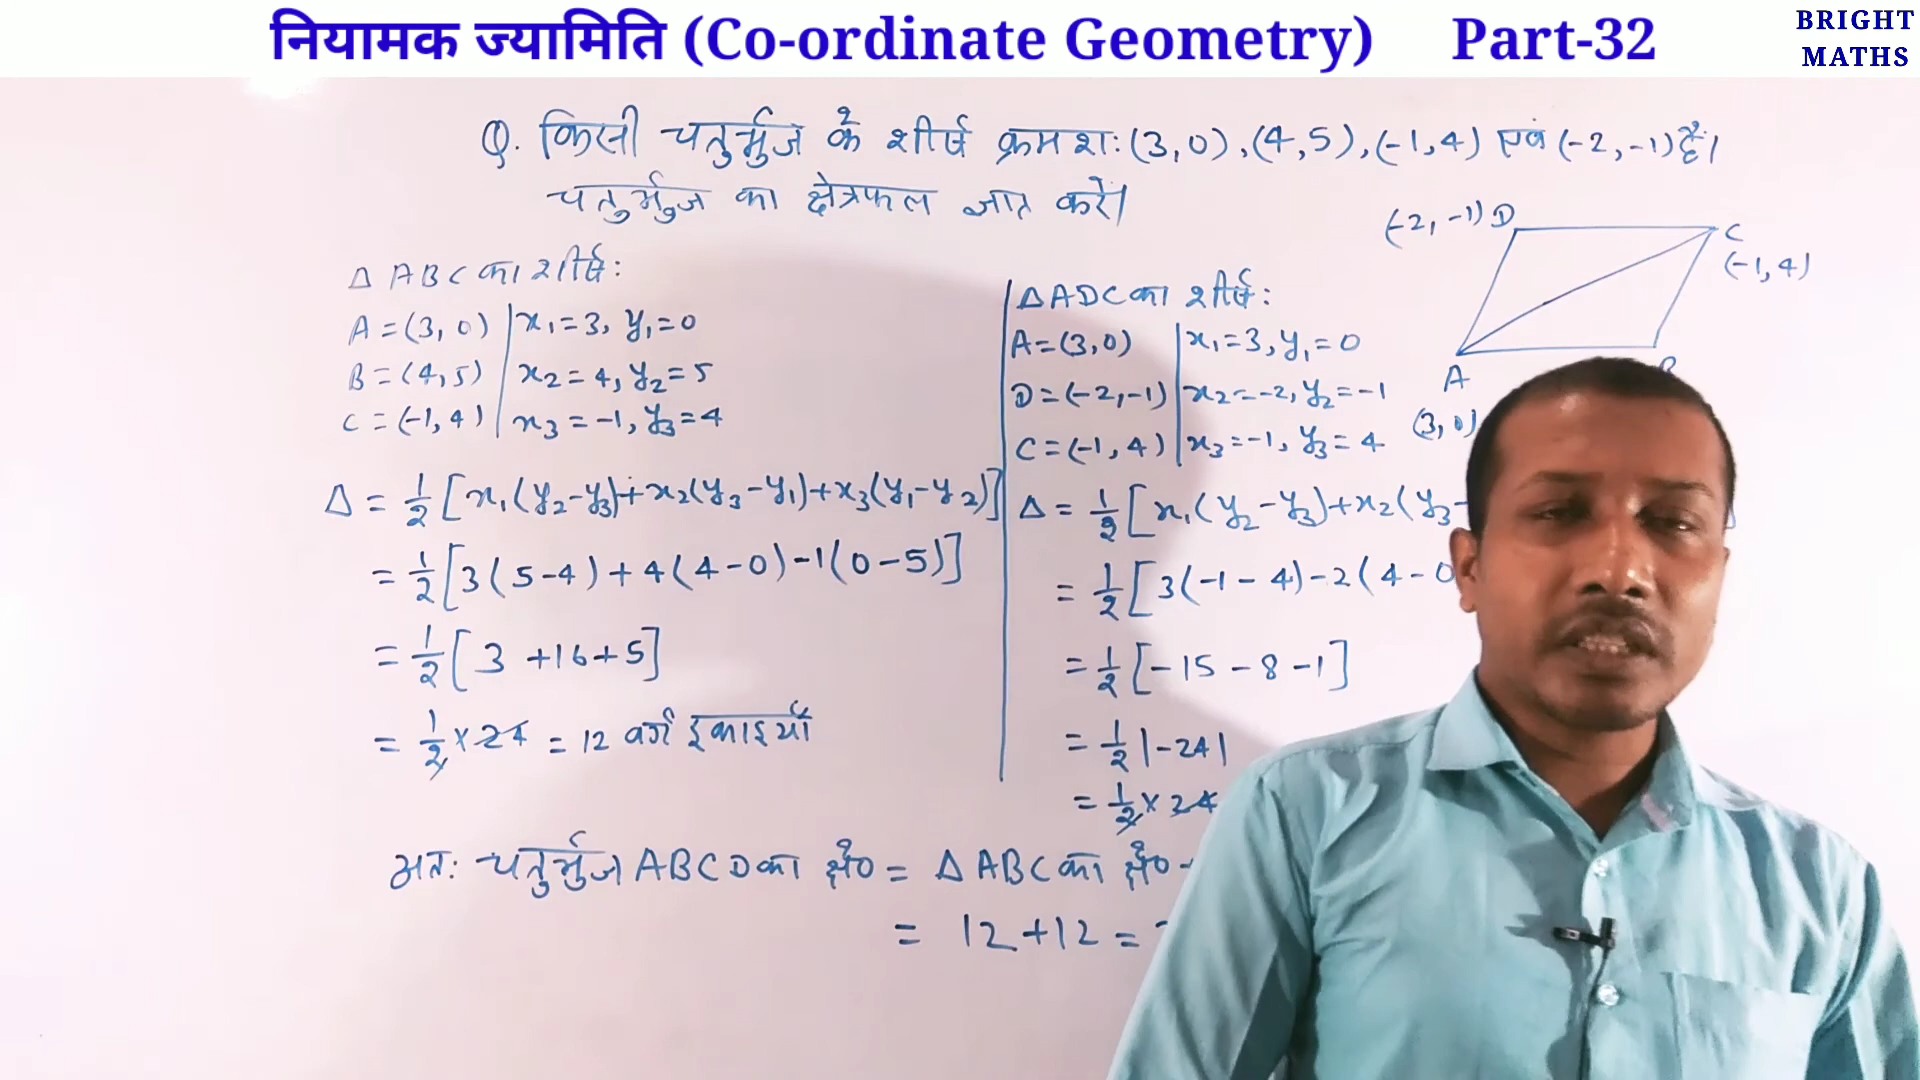 नियामक ज्यामिति (Co-ordinate Geometry) Part-32
BRIGHT
MATHS
Q. किसी चतुर्भुज के शीर्ष क्रमशः (3,0), (4,5), (-1,4) एवं (-2,-1) हैं।
चतुर्भुज का क्षेत्रफल ज्ञात करें।
(-2, -1) D
C
(-1, 4)
A
(3, 0)
Δ ABC का शीर्ष:
A = (3, 0) | x₁=3, y₁=0
B = (4, 5) | x₂=4, y₂=5
C = (-1, 4) | x₃=-1, y₃=4
Δ = 1/2 [x₁(y₂-y₃)+x₂(y₃-y₁)+x₃(y₁-y₂)]
= 1/2 [3(5-4)+4(4-0)-1(0-5)]
= 1/2 [3+16+5]
= 1/2 × 24 = 12 वर्ग इकाइयाँ
Δ ADC का शीर्ष:
A=(3,0) | x₁=3, y₁=0
D=(-2,-1) | x₂=-2, y₂=-1
C=(-1, 4) | x₃=-1, y₃=4
Δ = 1/2 [x₁(y₂-y₃)+x₂(y₃-
= 1/2 [3(-1-4)-2(4-0
= 1/2 [-15-8-1]
= 1/2 |-24|
= 1/2 × 24
अतः चतुर्भुज ABCD का क्षे० = Δ ABC का क्षे०
= 12+12 =